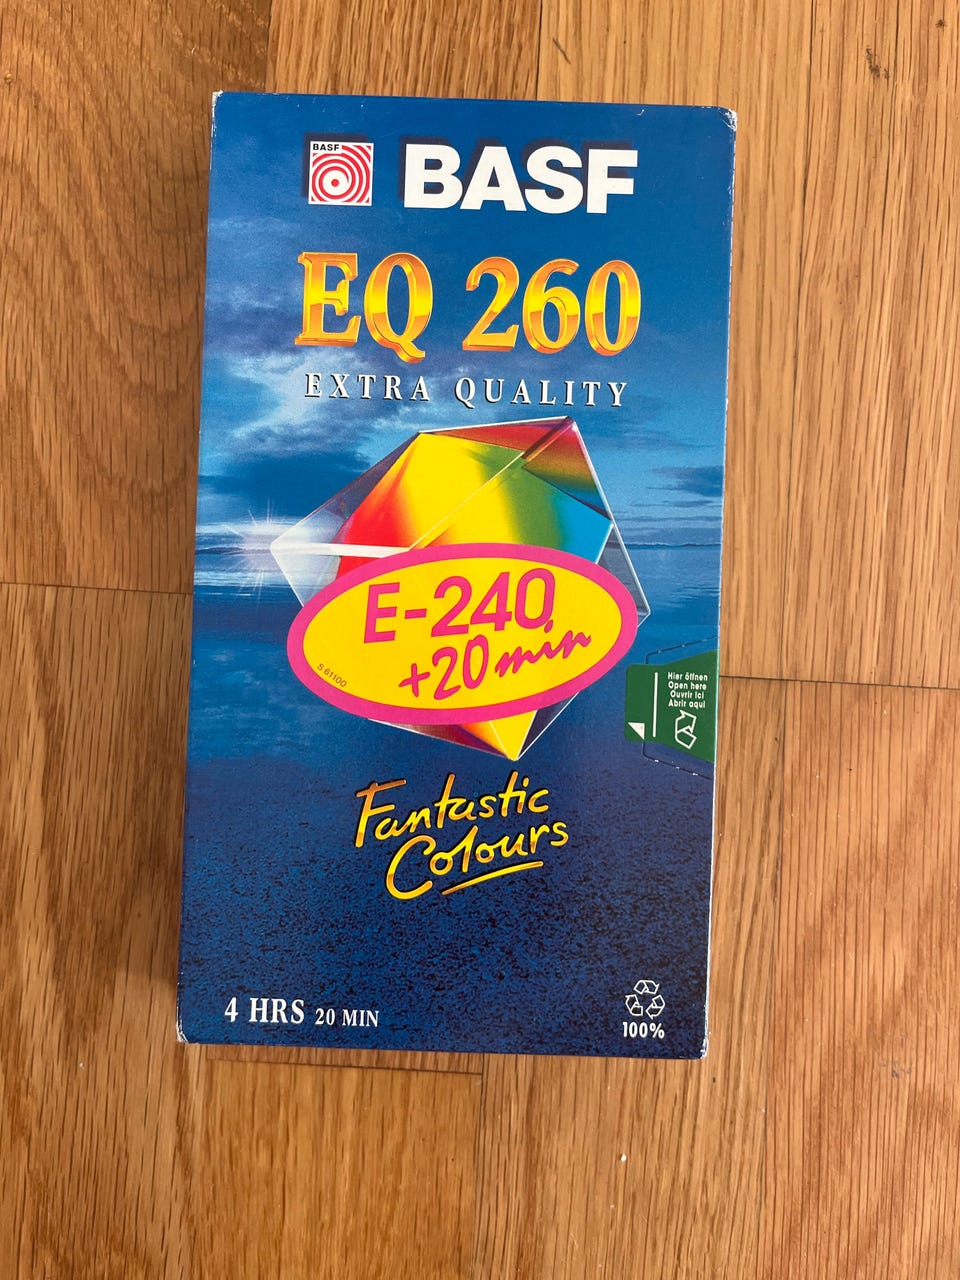 BASF
BASF
EQ 260
EXTRA QUALITY
E-240
+20 min
S 61100
Hier öffnen
Open here
Ouvrir ici
Abrir aqui
Fantastic
Colours
4 HRS 20 MIN
100%